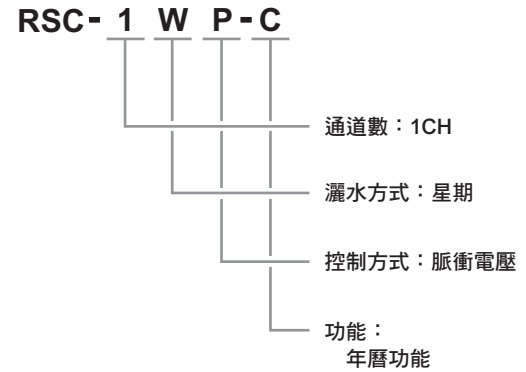 RSC- 1 W P - C
通道數：1CH
灑水方式：星期
控制方式：脈衝電壓
功能：
年曆功能